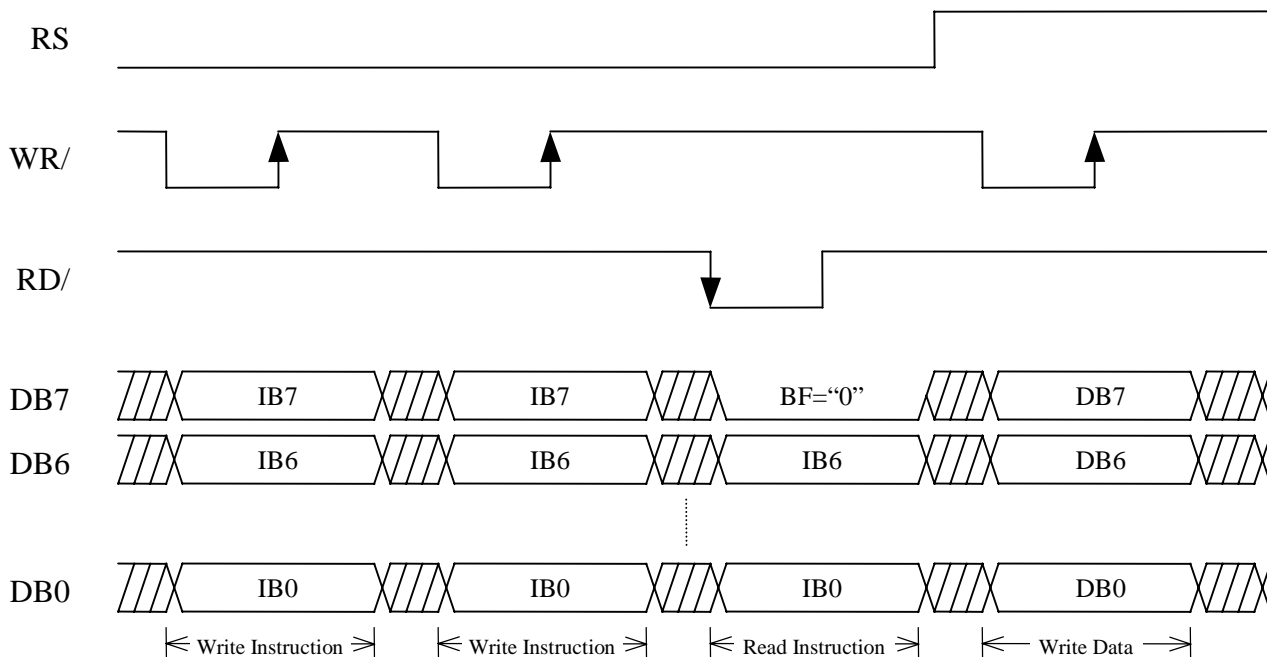 RS
WR/
RD/
DB7 IB7 IB7 BF=“0” DB7
DB6 IB6 IB6 IB6 DB6
DB0 IB0 IB0 IB0 DB0
Write Instruction Write Instruction Read Instruction Write Data